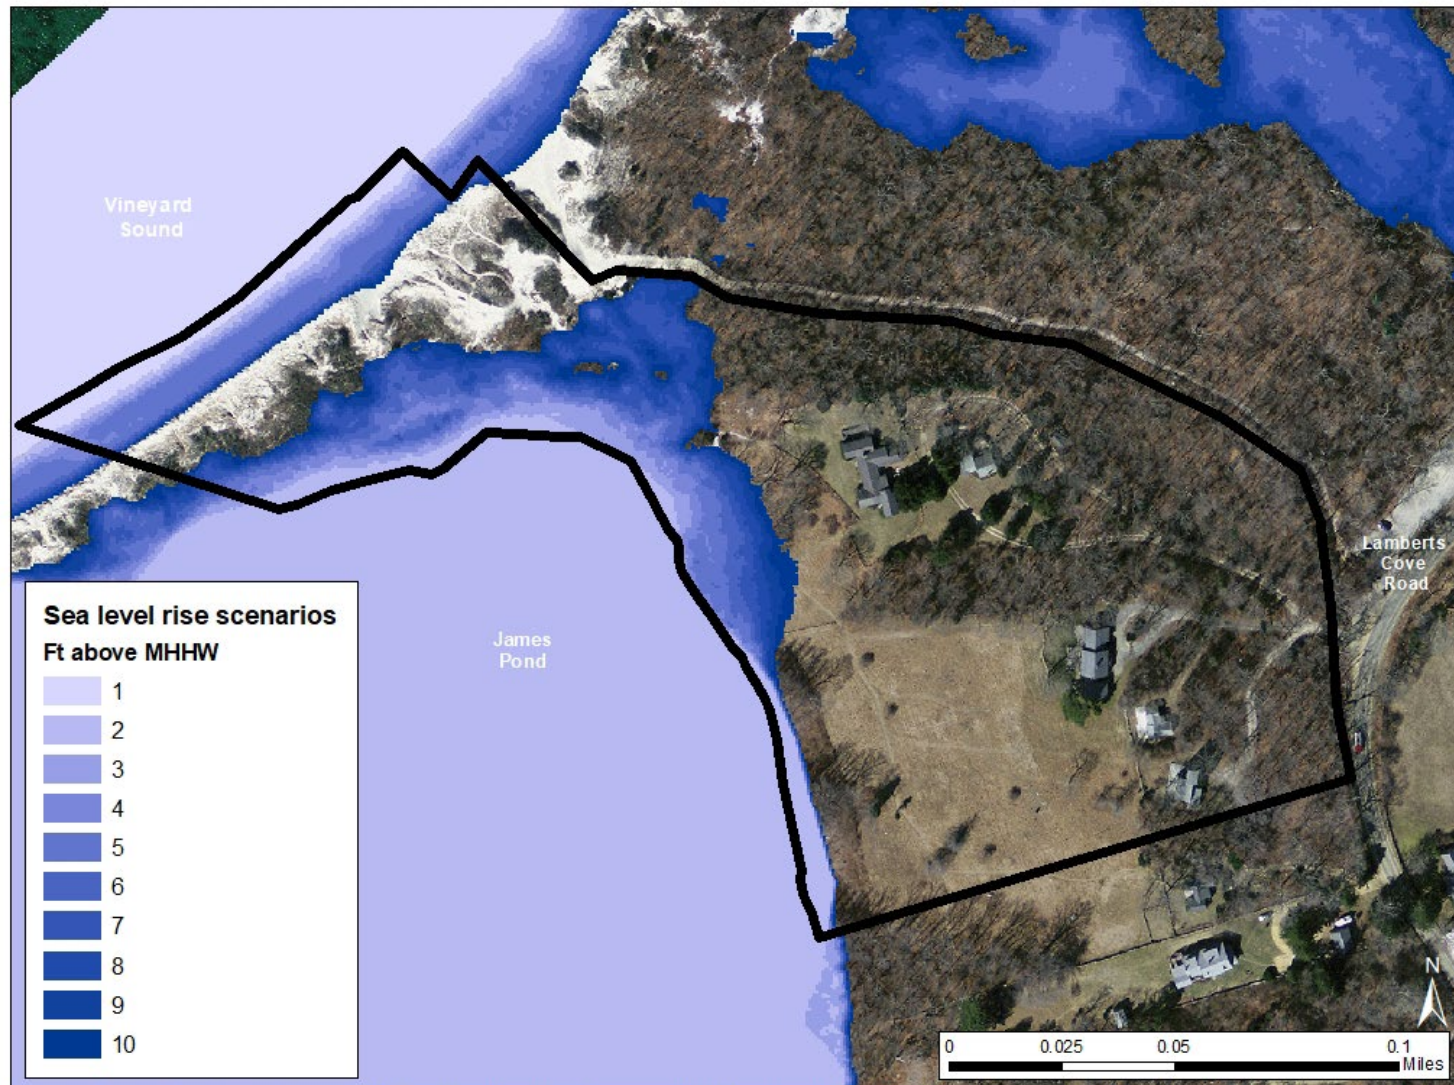 Vineyard
Sound
Lamberts
Cove
Road
James
Pond
Sea level rise scenarios
Ft above MHHW
1
2
3
4
5
6
7
8
9
10
N
0 0.025 0.05 0.1
Miles